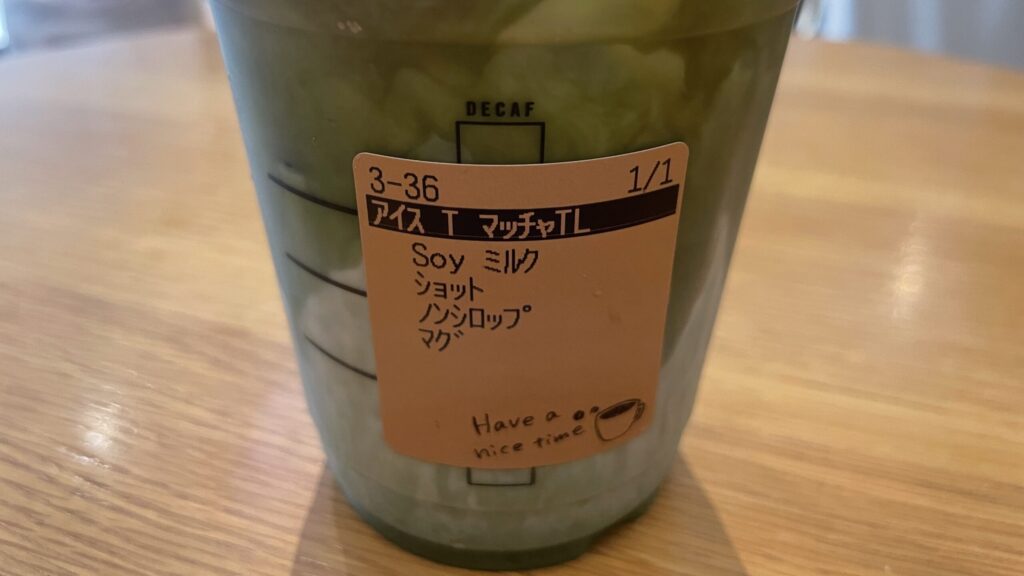 DECAF
3-36 1/1
アイス T マッチャTL
Soy ミルク
ショット
ノンシロップ
マグ
Have a
nice time